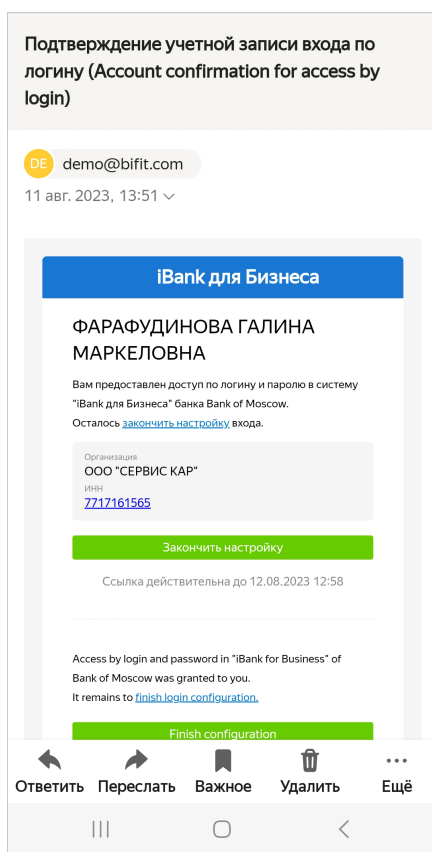 Подтверждение учетной записи входа по
логину (Account confirmation for access by
login)
DE demo@bifit.com
11 авг. 2023, 13:51
iBank для Бизнеса
ФАРАФУДИНОВА ГАЛИНА
МАРКЕЛОВНА
Вам предоставлен доступ по логину и паролю в систему
"iBank для Бизнеса" банка Bank of Moscow.
Осталось закончить настройку входа.
Организация
ООО "СЕРВИС КАР"
ИНН
7717161565
Закончить настройку
Ссылка действительна до 12.08.2023 12:58
Access by login and password in "iBank for Business" of
Bank of Moscow was granted to you.
It remains to finish login configuration.
Finish configuration
Ответить Переслать Важное Удалить Ещё